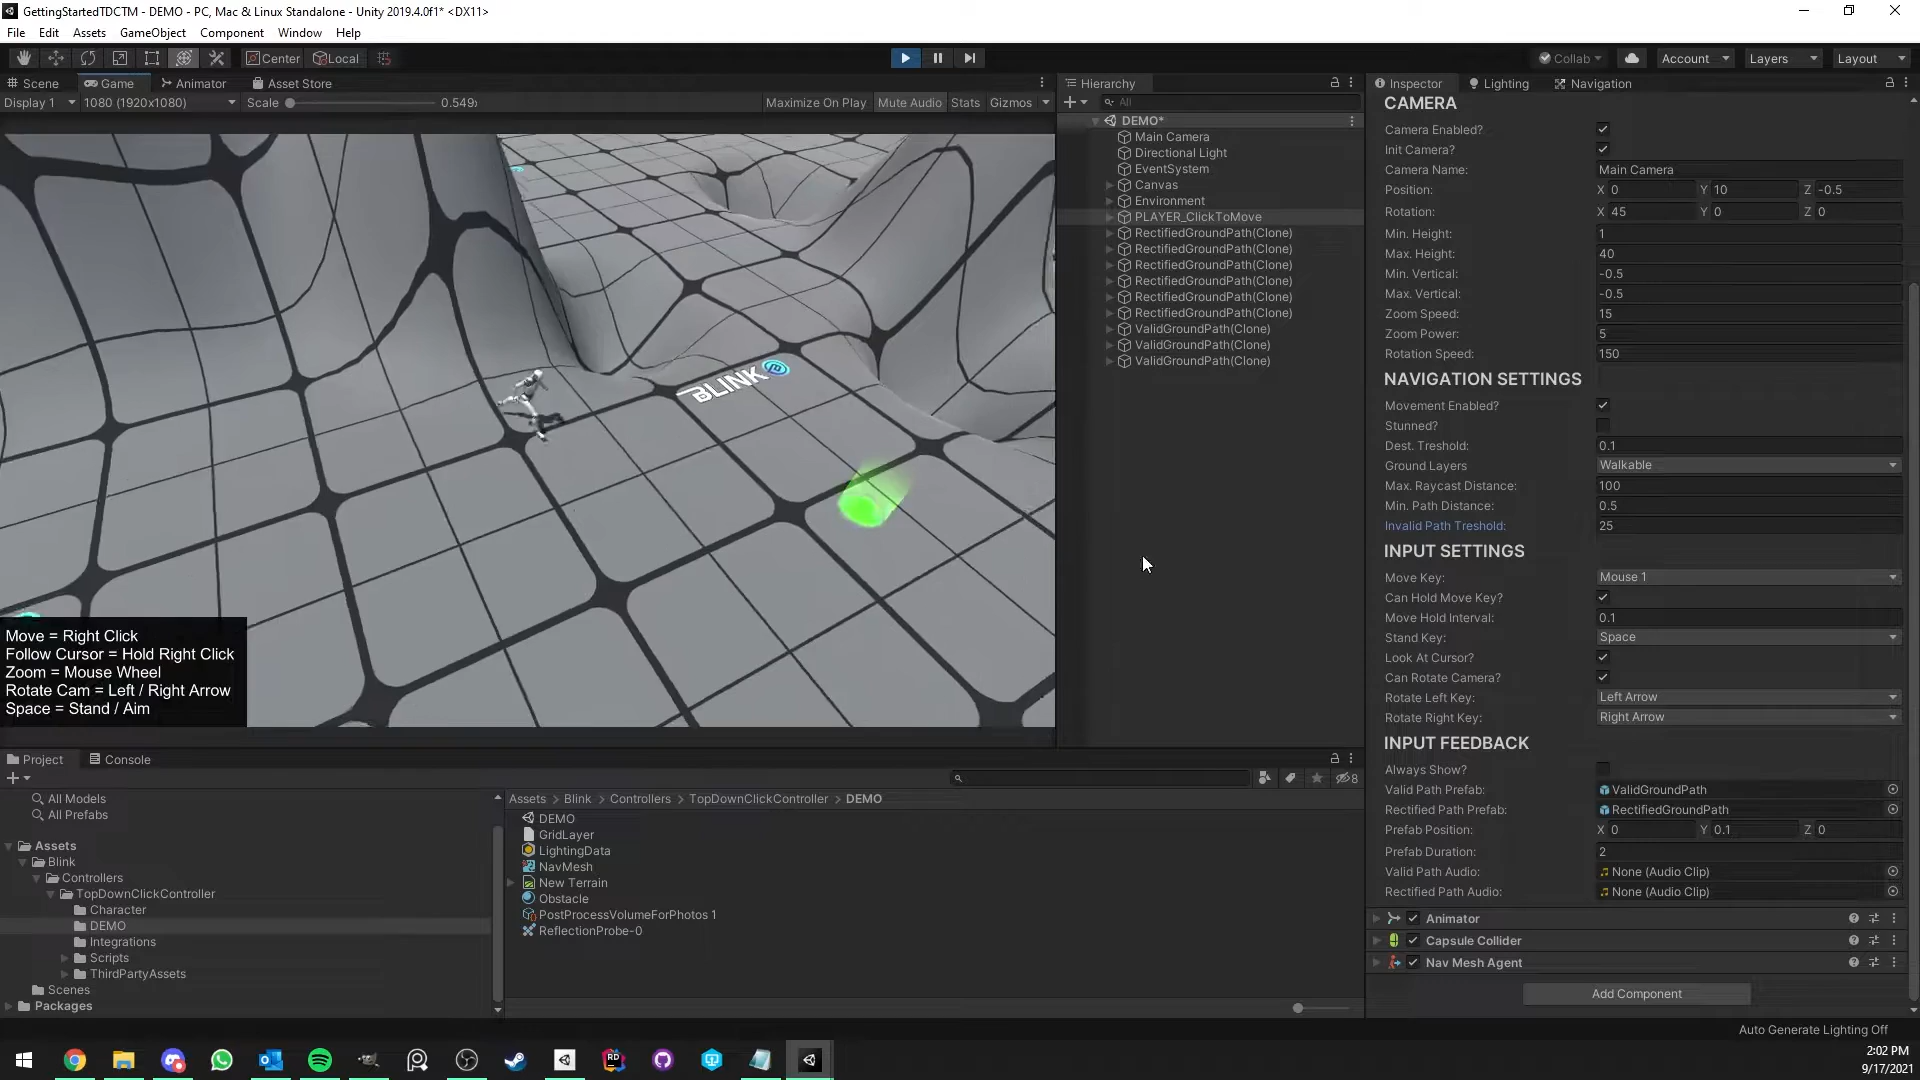 GettingStartedTDCTM - DEMO - PC, Mac & Linux Standalone - Unity 2019.4.0f1* <DX11>
File Edit Assets GameObject Component Window Help
Center Local Collab Account Layers Layout
Scene Game Animator Asset Store
Display 1 1080 (1920x1080) Scale 0.549x Maximize On Play Mute Audio Stats Gizmos
BLINK
Move = Right Click
Follow Cursor = Hold Right Click
Zoom = Mouse Wheel
Rotate Cam = Left / Right Arrow
Space = Stand / Aim
Hierarchy
All
DEMO*
Main Camera
Directional Light
EventSystem
Canvas
Environment
PLAYER_ClickToMove
RectifiedGroundPath(Clone)
RectifiedGroundPath(Clone)
RectifiedGroundPath(Clone)
RectifiedGroundPath(Clone)
RectifiedGroundPath(Clone)
RectifiedGroundPath(Clone)
ValidGroundPath(Clone)
ValidGroundPath(Clone)
ValidGroundPath(Clone)
Inspector Lighting Navigation
CAMERA
Camera Enabled?
Init Camera?
Camera Name: Main Camera
Position: X 0 Y 10 Z -0.5
Rotation: X 45 Y 0 Z 0
Min. Height: 1
Max. Height: 40
Min. Vertical: -0.5
Max. Vertical: -0.5
Zoom Speed: 15
Zoom Power: 5
Rotation Speed: 150
NAVIGATION SETTINGS
Movement Enabled?
Stunned?
Dest. Treshold: 0.1
Ground Layers Walkable
Max. Raycast Distance: 100
Min. Path Distance: 0.5
Invalid Path Treshold: 25
INPUT SETTINGS
Move Key: Mouse 1
Can Hold Move Key?
Move Hold Interval: 0.1
Stand Key: Space
Look At Cursor?
Can Rotate Camera?
Rotate Left Key: Left Arrow
Rotate Right Key: Right Arrow
INPUT FEEDBACK
Always Show?
Valid Path Prefab: ValidGroundPath
Rectified Path Prefab: RectifiedGroundPath
Prefab Position: X 0 Y 0.1 Z 0
Prefab Duration: 2
Valid Path Audio: None (Audio Clip)
Rectified Path Audio: None (Audio Clip)
Animator
Capsule Collider
Nav Mesh Agent
Add Component
Project Console
8
All Models
All Prefabs
Assets
Blink
Controllers
TopDownClickController
Character
DEMO
Integrations
Scripts
ThirdPartyAssets
Scenes
Packages
Assets > Blink > Controllers > TopDownClickController > DEMO
DEMO
GridLayer
LightingData
NavMesh
New Terrain
Obstacle
PostProcessVolumeForPhotos 1
ReflectionProbe-0
Auto Generate Lighting Off
2:02 PM
9/17/2021